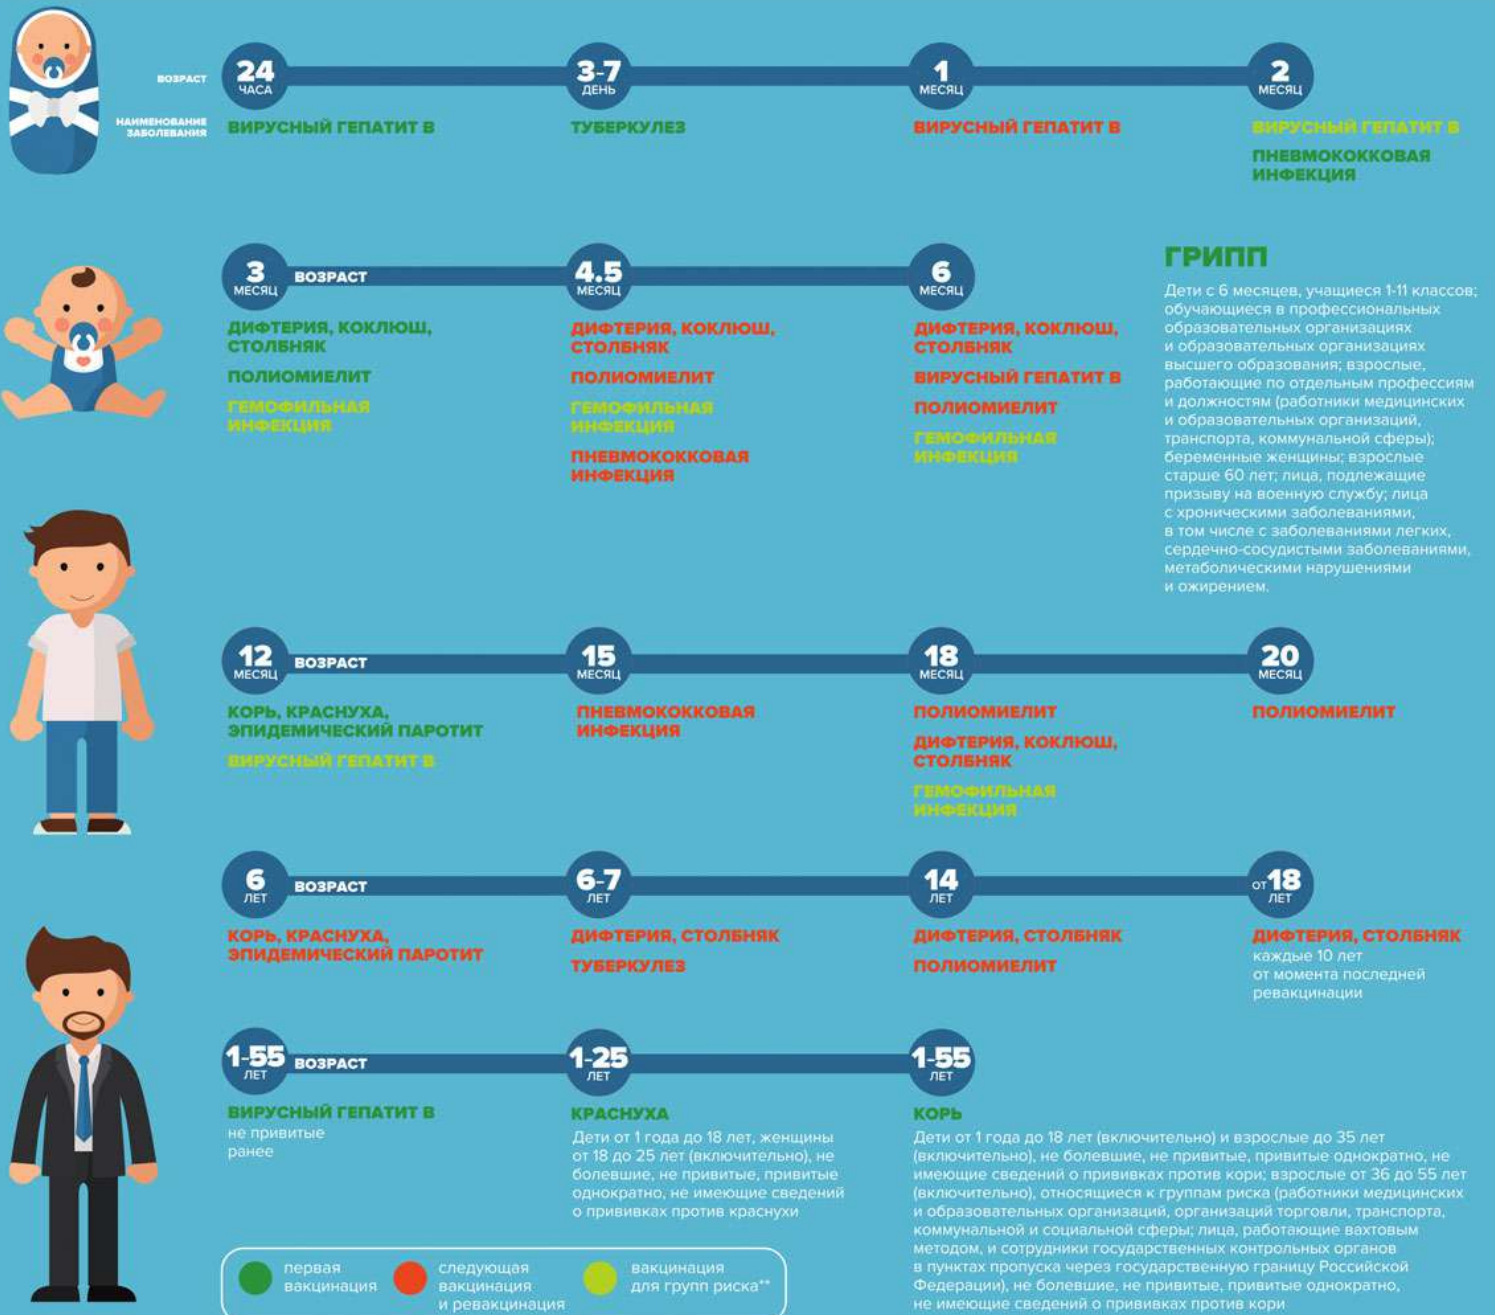 ВОЗРАСТ
24
ЧАСА
3-7
ДЕНЬ
1
МЕСЯЦ
2
МЕСЯЦ
НАИМЕНОВАНИЕ
ЗАБОЛЕВАНИЯ
ВИРУСНЫЙ ГЕПАТИТ В
ТУБЕРКУЛЕЗ
ВИРУСНЫЙ ГЕПАТИТ В
ВИРУСНЫЙ ГЕПАТИТ В
ПНЕВМОКОККОВАЯ
ИНФЕКЦИЯ
3
МЕСЯЦ
ВОЗРАСТ
ДИФТЕРИЯ, КОКЛЮШ,
СТОЛБНЯК
ПОЛИОМИЕЛИТ
ГЕМОФИЛЬНАЯ
ИНФЕКЦИЯ
4.5
МЕСЯЦ
ДИФТЕРИЯ, КОКЛЮШ,
СТОЛБНЯК
ПОЛИОМИЕЛИТ
ГЕМОФИЛЬНАЯ
ИНФЕКЦИЯ
ПНЕВМОКОККОВАЯ
ИНФЕКЦИЯ
6
МЕСЯЦ
ДИФТЕРИЯ, КОКЛЮШ,
СТОЛБНЯК
ВИРУСНЫЙ ГЕПАТИТ В
ПОЛИОМИЕЛИТ
ГЕМОФИЛЬНАЯ
ИНФЕКЦИЯ
ГРИПП
Дети с 6 месяцев, учащиеся 1-11 классов;
обучающиеся в профессиональных
образовательных организациях
и образовательных организациях
высшего образования; взрослые,
работающие по отдельным профессиям
и должностям (работники медицинских
и образовательных организаций,
транспорта, коммунальной сферы);
беременные женщины; взрослые
старше 60 лет; лица, подлежащие
призыву на военную службу; лица
с хроническими заболеваниями,
в том числе с заболеваниями легких,
сердечно-сосудистыми заболеваниями,
метаболическими нарушениями
и ожирением.
12
МЕСЯЦ
ВОЗРАСТ
КОРЬ, КРАСНУХА,
ЭПИДЕМИЧЕСКИЙ ПАРОТИТ
ВИРУСНЫЙ ГЕПАТИТ В
15
МЕСЯЦ
ПНЕВМОКОККОВАЯ
ИНФЕКЦИЯ
18
МЕСЯЦ
ПОЛИОМИЕЛИТ
ДИФТЕРИЯ, КОКЛЮШ,
СТОЛБНЯК
ГЕМОФИЛЬНАЯ
ИНФЕКЦИЯ
20
МЕСЯЦ
ПОЛИОМИЕЛИТ
6
ЛЕТ
ВОЗРАСТ
КОРЬ, КРАСНУХА,
ЭПИДЕМИЧЕСКИЙ ПАРОТИТ
6-7
ЛЕТ
ДИФТЕРИЯ, СТОЛБНЯК
ТУБЕРКУЛЕЗ
14
ЛЕТ
ДИФТЕРИЯ, СТОЛБНЯК
ПОЛИОМИЕЛИТ
от 18
ЛЕТ
ДИФТЕРИЯ, СТОЛБНЯК
каждые 10 лет
от момента последней
ревакцинации
1-55
ЛЕТ
ВОЗРАСТ
ВИРУСНЫЙ ГЕПАТИТ В
не привитые
ранее
1-25
ЛЕТ
КРАСНУХА
Дети от 1 года до 18 лет, женщины
от 18 до 25 лет (включительно), не
болевшие, не привитые, привитые
однократно, не имеющие сведений
о прививках против краснухи
1-55
ЛЕТ
КОРЬ
Дети от 1 года до 18 лет (включительно) и взрослые до 35 лет
(включительно), не болевшие, не привитые, привитые однократно, не
имеющие сведений о прививках против кори; взрослые от 36 до 55 лет
(включительно), относящиеся к группам риска (работники медицинских
и образовательных организаций, организаций торговли, транспорта,
коммунальной и социальной сферы; лица, работающие вахтовым
методом, и сотрудники государственных контрольных органов
в пунктах пропуска через государственную границу Российской
Федерации), не болевшие, не привитые, привитые однократно,
не имеющие сведений о прививках против кори
первая
вакцинация
следующая
вакцинация
и ревакцинация
вакцинация
для групп риска**